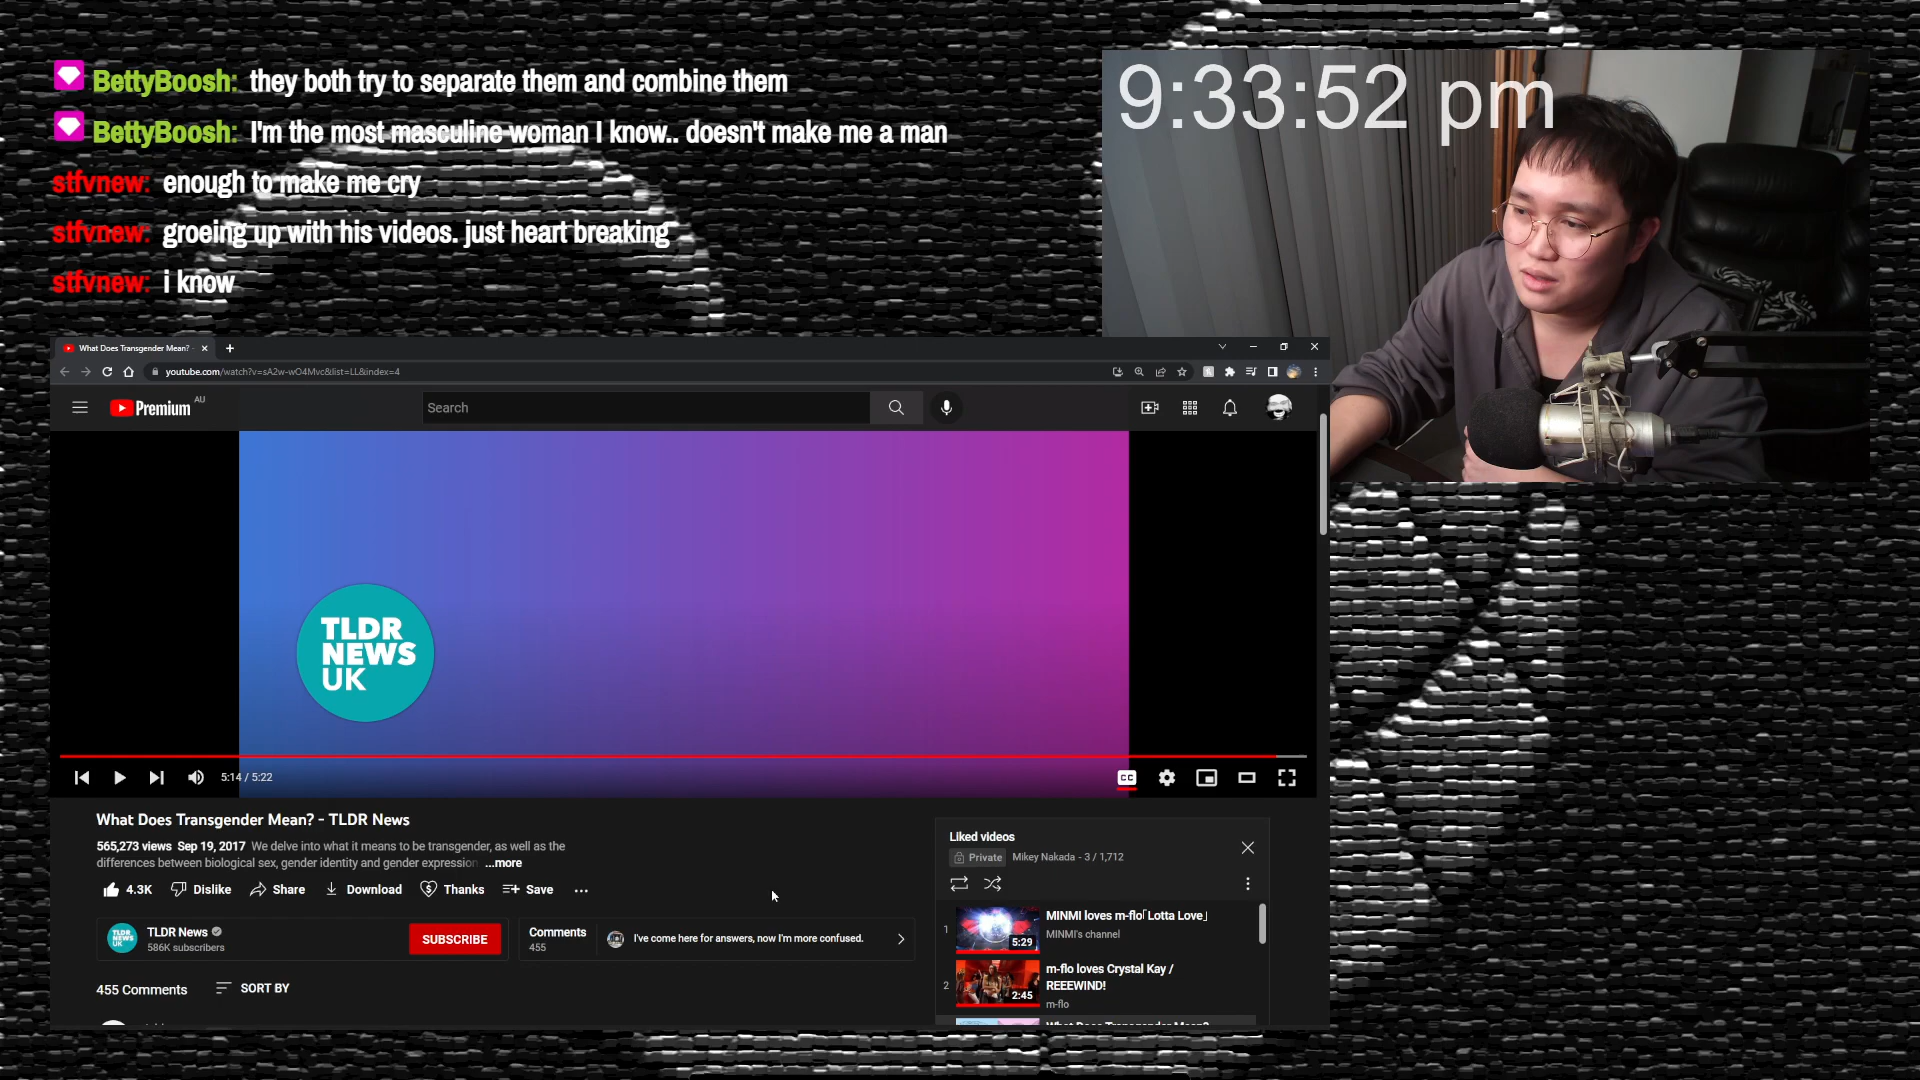 BettyBoosh: they both try to separate them and combine them
BettyBoosh: I'm the most masculine woman I know.. doesn't make me a man
stfvnew: enough to make me cry
stfvnew: groeing up with his videos. just heart breaking
stfvnew: i know
9:33:52 pm
What Does Transgender Mean? -
youtube.com/watch?v=sA2w-wO4Mvc&list=LL&index=4
Premium AU
Search
TLDR
NEWS
UK
5:14 / 5:22
CC
What Does Transgender Mean? - TLDR News
565,273 views Sep 19, 2017 We delve into what it means to be transgender, as well as the
differences between biological sex, gender identity and gender expression ...more
4.3K Dislike Share Download Thanks Save
TLDR News
586K subscribers
SUBSCRIBE
Comments
455
I've come here for answers, now I'm more confused.
455 Comments SORT BY
Liked videos
Private Mikey Nakada - 3 / 1,712
1
5:29
MINMI loves m-flo「Lotta Love」
MINMI's channel
2
2:45
m-flo loves Crystal Kay /
REEEWIND!
m-flo
What Does Transgender Mean?